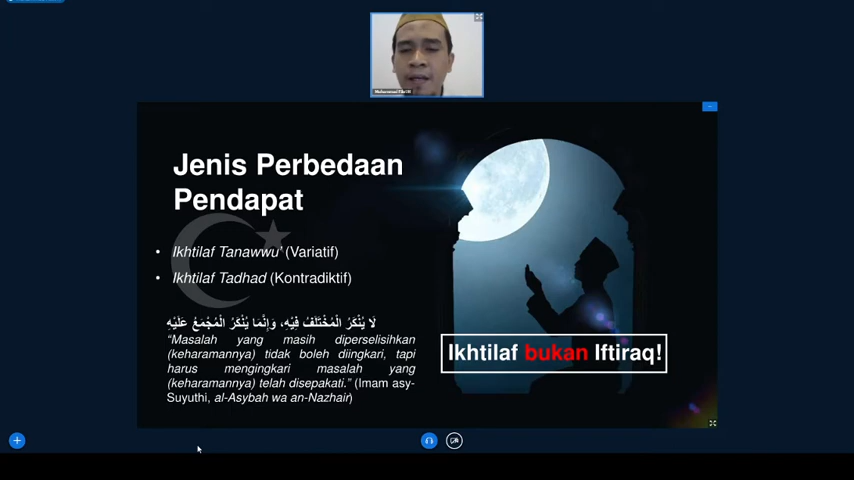 Jenis Perbedaan
Pendapat
• Ikhtilaf Tanawwu' (Variatif)
• Ikhtilaf Tadhad (Kontradiktif)
لَا يُنْكَرُ الْمُخْتَلَفُ فِيْهِ، وَإِنَّمَا يُنْكَرُ الْمُجْمَعُ عَلَيْهِ
“Masalah yang masih diperselisihkan
(keharamannya) tidak boleh diingkari, tapi
harus mengingkari masalah yang
(keharamannya) telah disepakati.” (Imam asy-
Suyuthi, al-Asybah wa an-Nazhair)
Ikhtilaf bukan Iftiraq!